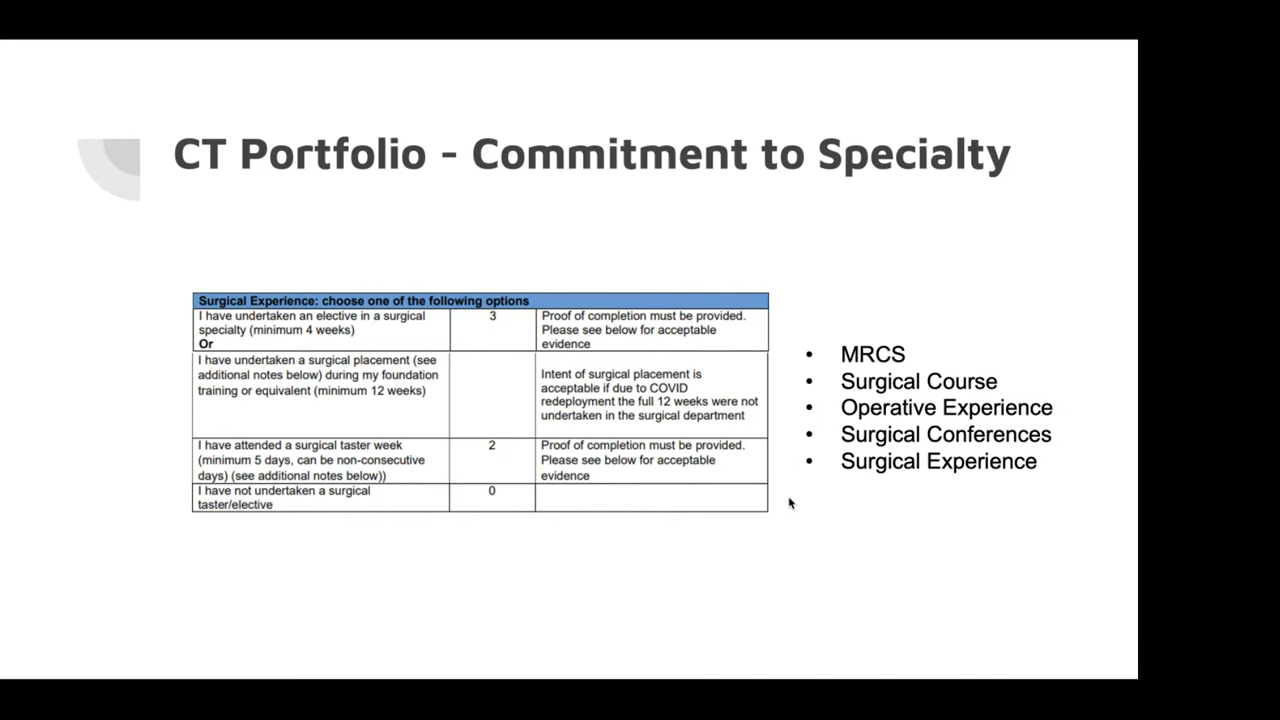 CT Portfolio - Commitment to Specialty
Surgical Experience: choose one of the following options
I have undertaken an elective in a surgical
specialty (minimum 4 weeks)
Or
3
Proof of completion must be provided.
Please see below for acceptable
evidence
I have undertaken a surgical placement (see
additional notes below) during my foundation
training or equivalent (minimum 12 weeks)
Intent of surgical placement is
acceptable if due to COVID
redeployment the full 12 weeks were not
undertaken in the surgical department
I have attended a surgical taster week
(minimum 5 days, can be non-consecutive
days) (see additional notes below))
2
Proof of completion must be provided.
Please see below for acceptable
evidence
I have not undertaken a surgical
taster/elective
0
• MRCS
• Surgical Course
• Operative Experience
• Surgical Conferences
• Surgical Experience